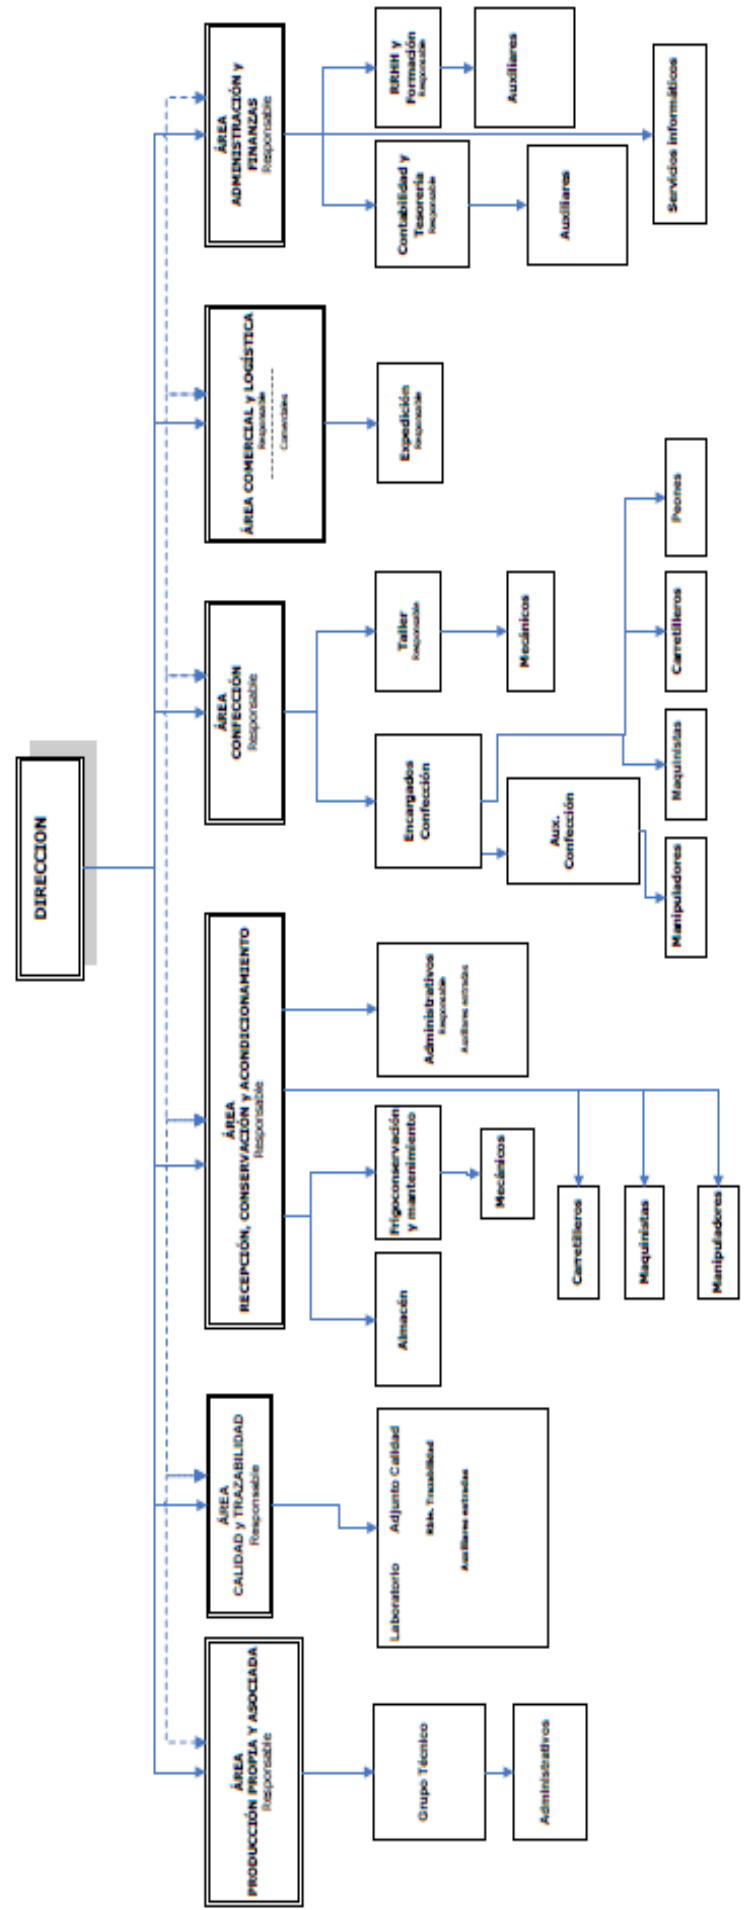 DIRECCION
ÁREA
PRODUCCIÓN PROPIA Y ASOCIADA
Responsable
Grupo Técnico
Administrativos
ÁREA
CALIDAD y TRAZABILIDAD
Responsable
Laboratorio Adjunto Calidad
Rble. Trazabilidad
Auxiliares entradas
ÁREA
RECEPCIÓN, CONSERVACIÓN y ACONDICIONAMIENTO
Responsable
Almacén
Frigoconservación
y mantenimiento
Mecánicos
Administrativos
Responsable
Auxiliares entradas
Carretilleros
Maquinistas
Manipuladores
ÁREA
CONFECCIÓN
Responsable
Encargados
Confección
Taller
Responsable
Mecánicos
Aux.
Confección
Manipuladores
Maquinistas
Carretilleros
Peones
ÁREA COMERCIAL y LOGÍSTICA
Responsable
Comerciales
Expedición
Responsable
ÁREA
ADMINISTRACIÓN y
FINANZAS
Responsable
Contabilidad y
Tesorería
Responsable
Auxiliares
RRHH y
Formación
Responsable
Auxiliares
Servicios informáticos